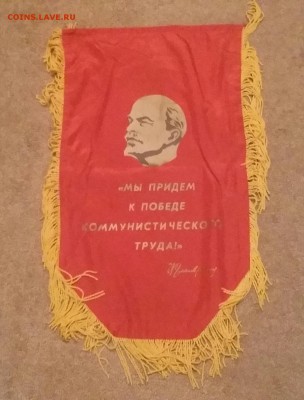 COINS.LAVE.RU
«МЫ ПРИДЕМ
К ПОБЕДЕ
КОММУНИСТИЧЕСКОГО
ТРУДА!»